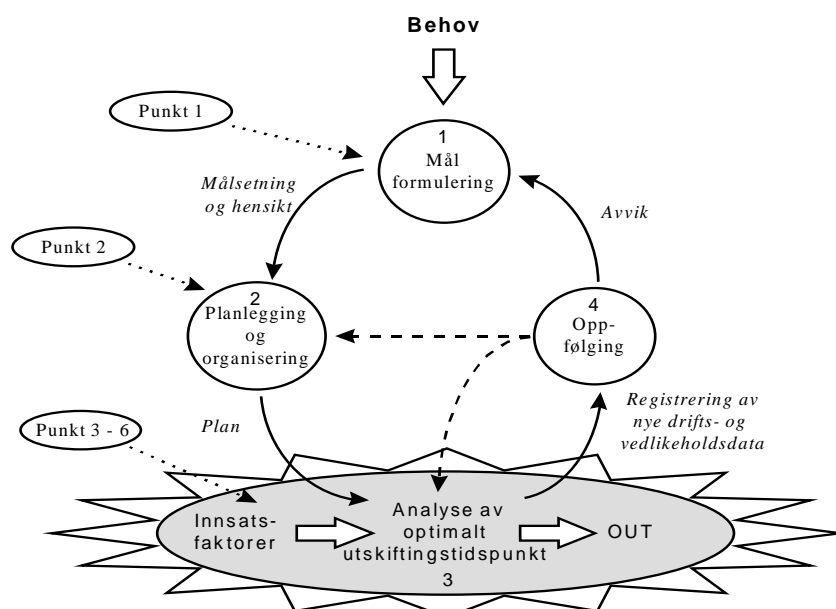 Behov
Punkt 1
1
Mål
formulering
Målsetning
og hensikt
Avvik
Punkt 2
2
Planlegging
og
organisering
4
Opp-
følging
Punkt 3 - 6
Plan
Registrering av
nye drifts- og
vedlikeholdsdata
Innsats-
faktorer
Analyse av
optimalt
utskiftingstidspunkt
3
OUT